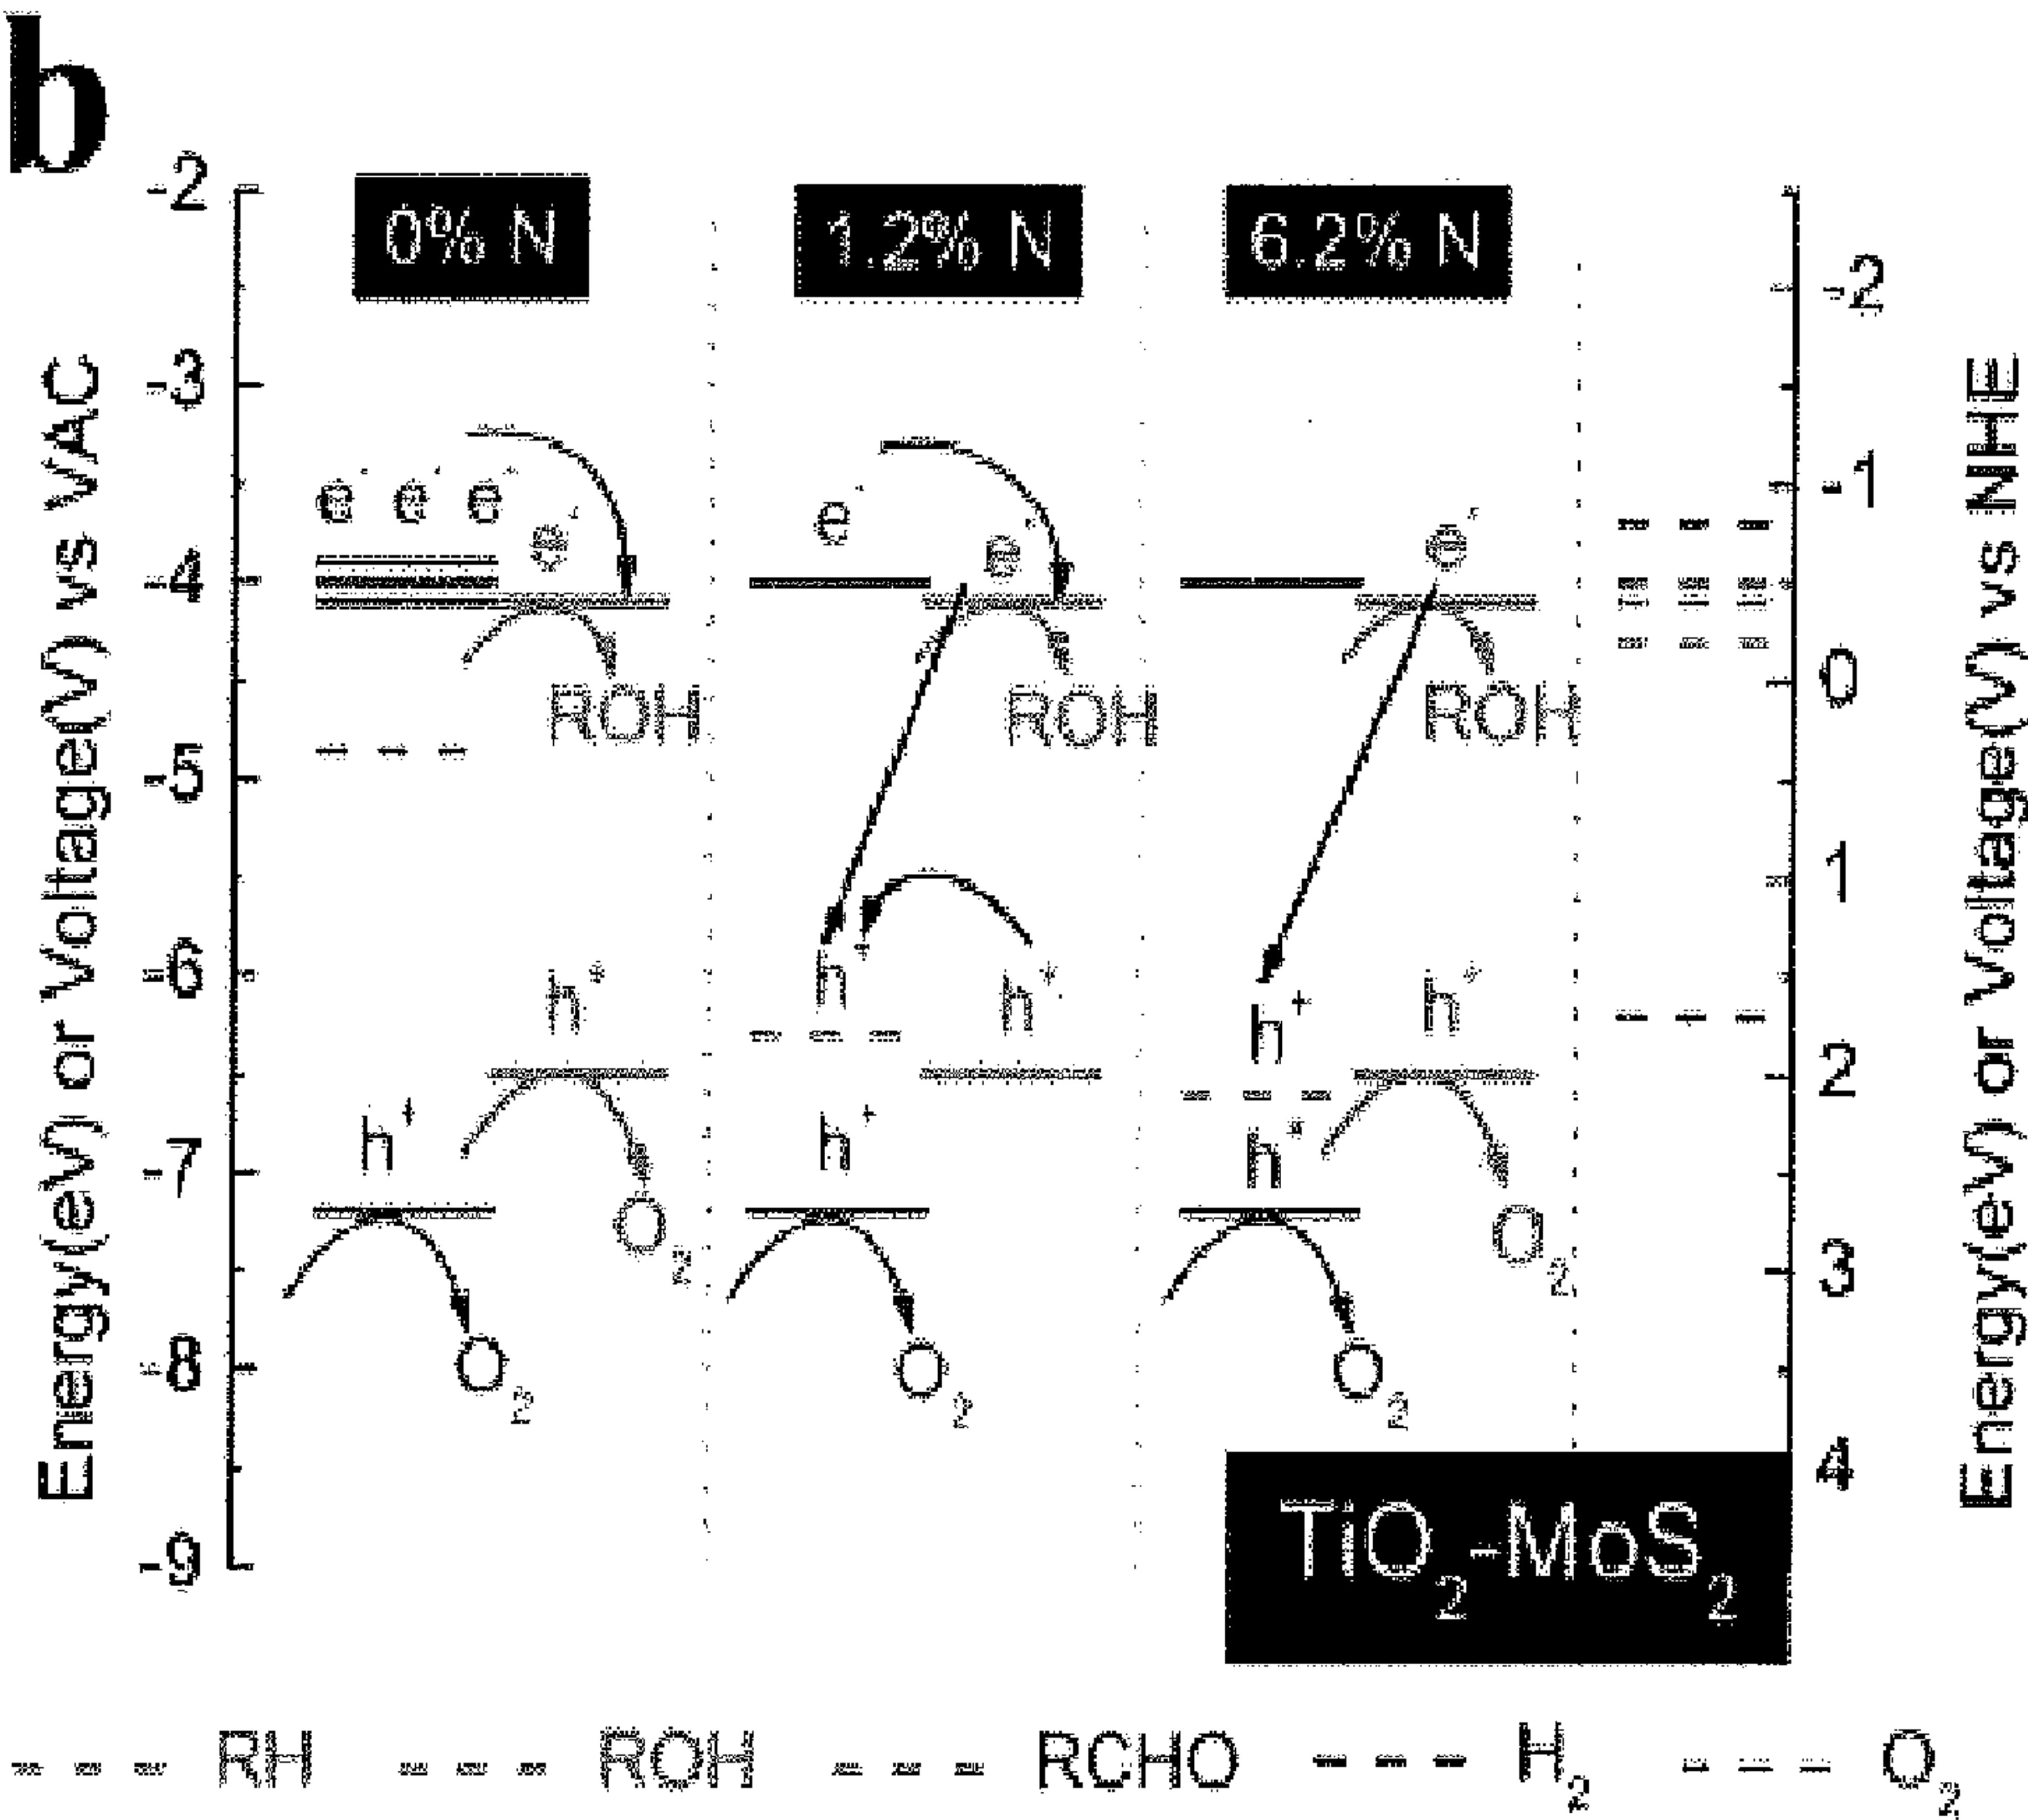 b
0% N
1.2% N
6.2% N
Energy(eV) or Voltage(V) vs VAC
-2
-3
-4
-5
-6
-7
-8
-9
e⁻ e⁻ e⁻
e⁻
ROH
h⁺
h⁺
O₂
O₂
e⁻
e⁻
ROH
h⁺
h⁺
h⁺
O₂
e⁻
ROH
h⁺
h⁺
h⁺
O₂
O₂
-2
-1
0
1
2
3
4
Energy(eV) or Voltage(V) vs NHE
TiO₂-MoS₂
RH ROH RCHO H₂ O₂